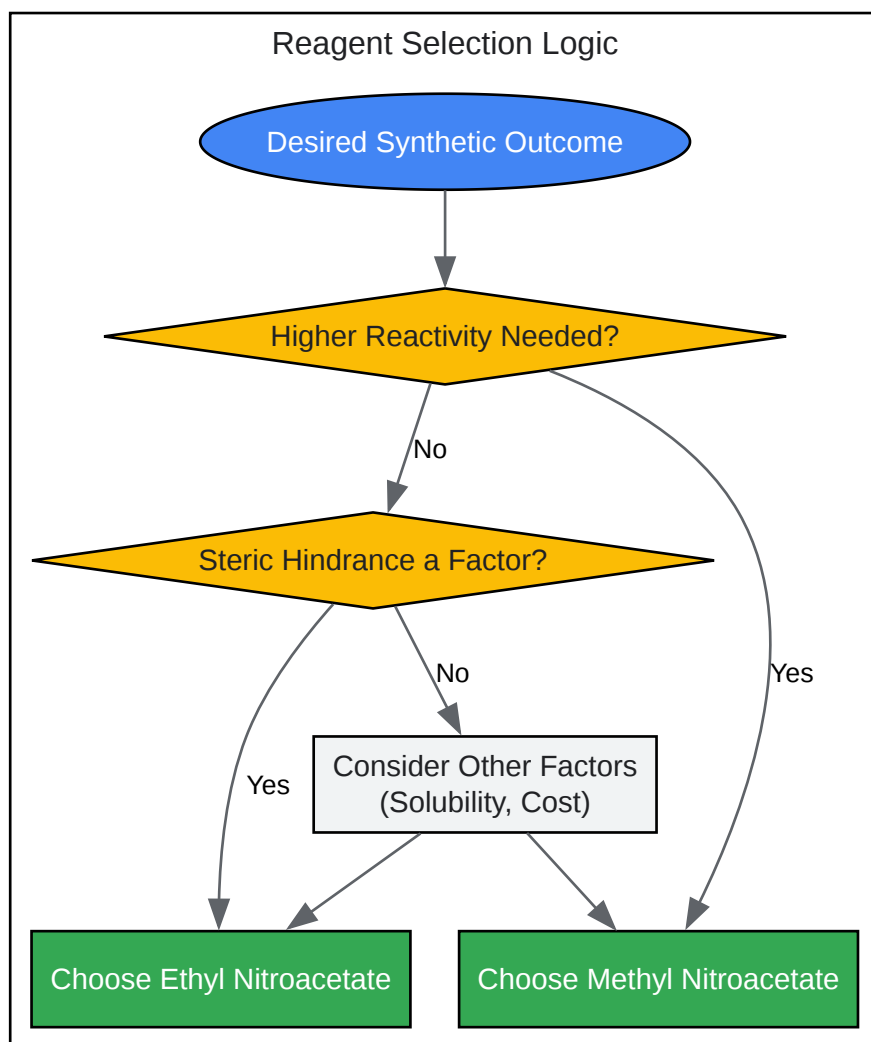 Reagent Selection Logic
Desired Synthetic Outcome
Higher Reactivity Needed?
No
Steric Hindrance a Factor?
No
Yes
Consider Other Factors
(Solubility, Cost)
Yes
Choose Ethyl Nitroacetate
Choose Methyl Nitroacetate